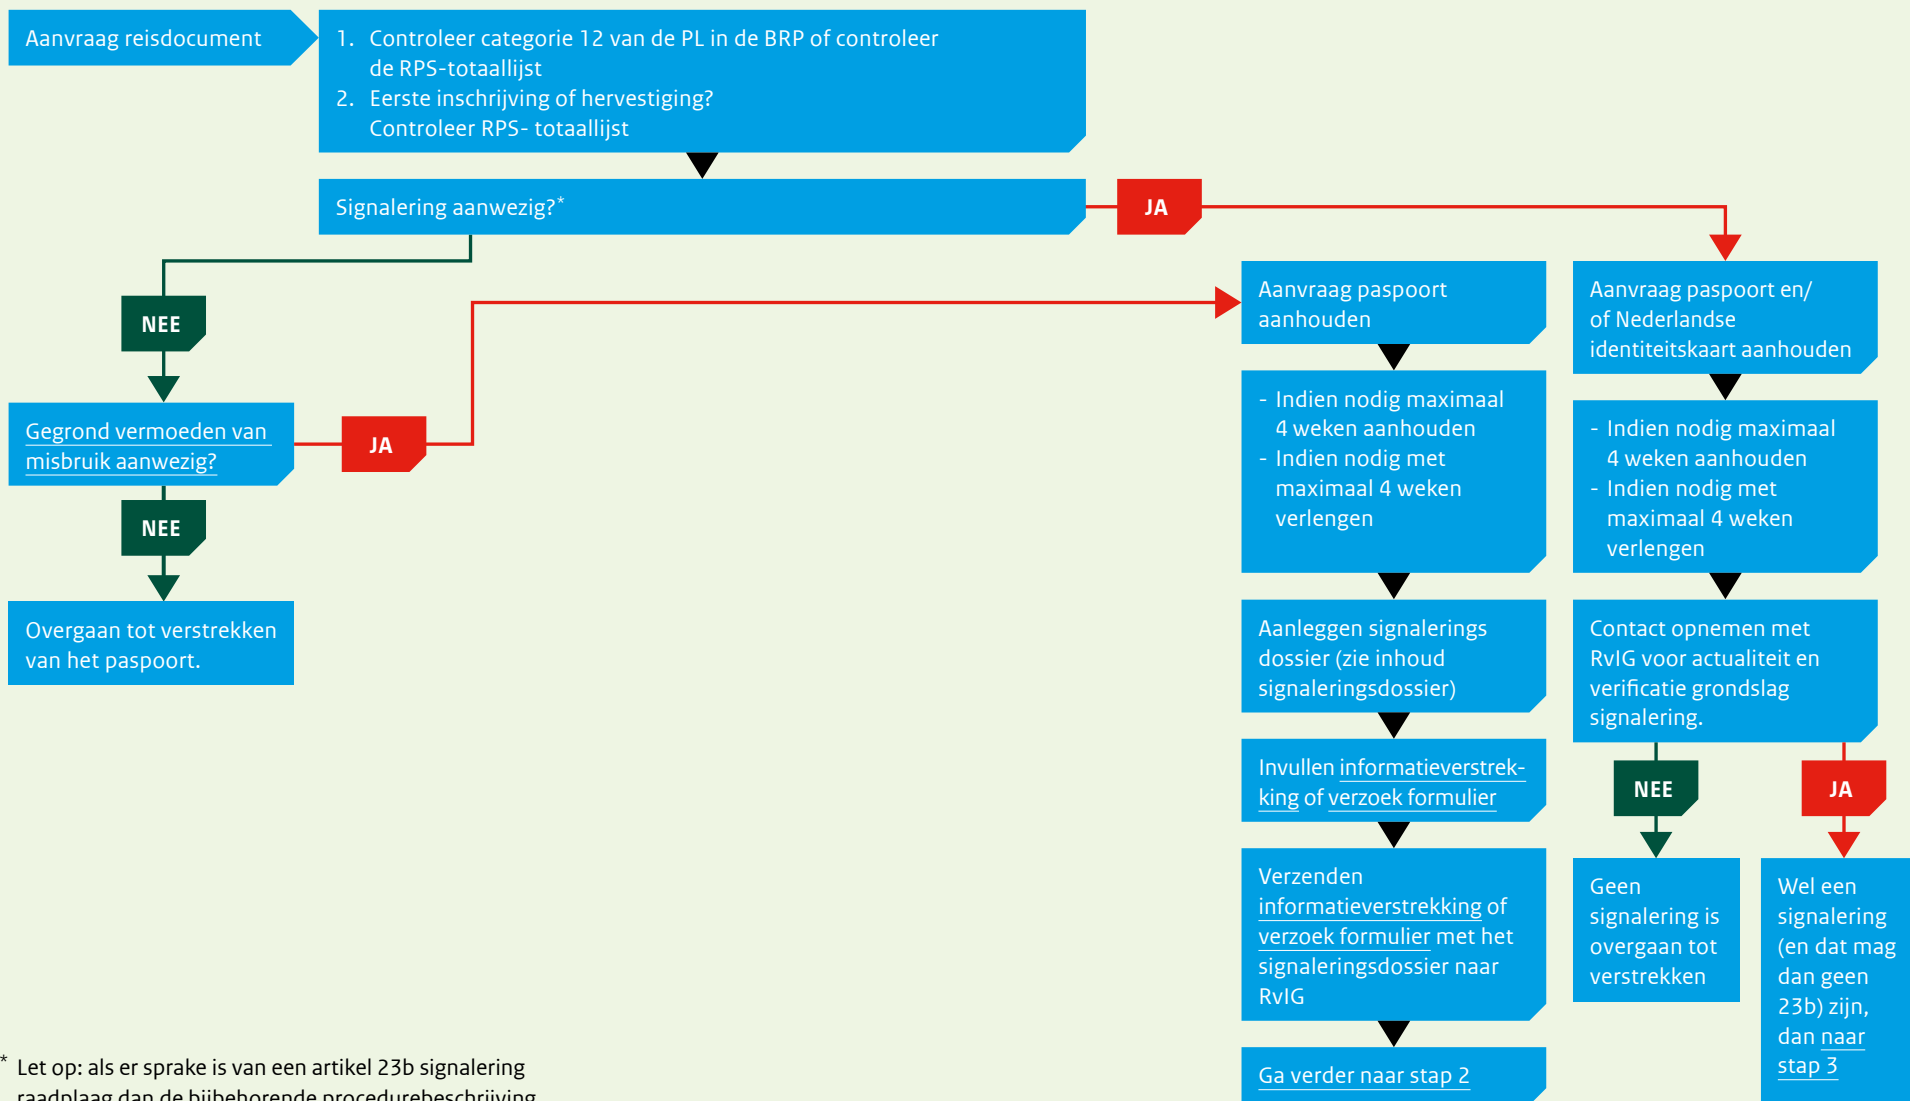 Aanvraag reisdocument
1. Controleer categorie 12 van de PL in de BRP of controleer
de RPS-totaallijst
2. Eerste inschrijving of hervestiging?
Controleer RPS- totaallijst
Signalering aanwezig?*
JA
NEE
Gegrond vermoeden van
misbruik aanwezig?
JA
NEE
Overgaan tot verstrekken
van het paspoort.
Aanvraag paspoort
aanhouden
- Indien nodig maximaal
4 weken aanhouden
- Indien nodig met
maximaal 4 weken
verlengen
Aanleggen signalerings
dossier (zie inhoud
signaleringsdossier)
Invullen informatieverstrek-
king of verzoek formulier
Verzenden
informatieverstrekking of
verzoek formulier met het
signaleringsdossier naar
RvIG
Ga verder naar stap 2
Aanvraag paspoort en/
of Nederlandse
identiteitskaart aanhouden
- Indien nodig maximaal
4 weken aanhouden
- Indien nodig met
maximaal 4 weken
verlengen
Contact opnemen met
RvIG voor actualiteit en
verificatie grondslag
signalering.
NEE
JA
Geen
signalering is
overgaan tot
verstrekken
Wel een
signalering
(en dat mag
dan geen
23b) zijn,
dan naar
stap 3
* Let op: als er sprake is van een artikel 23b signalering
raadpleeg dan de bijbehorende procedurebeschrijving